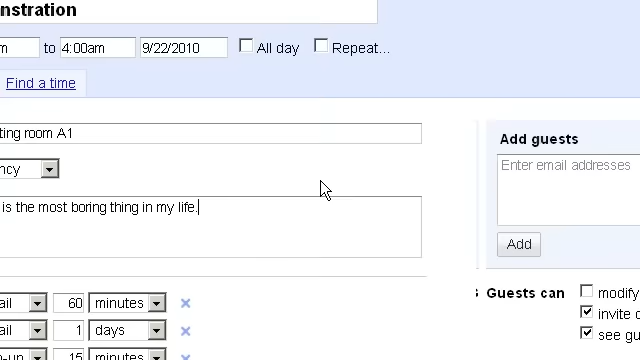 nstration
m to 4:00am 9/22/2010 All day Repeat...
Find a time
ting room A1
Add guests
Enter email addresses
ncy
is the most boring thing in my life.
Add
s Guests can modify
invite o
see gu
ail 60 minutes
ail 1 days
p-up 15 minutes